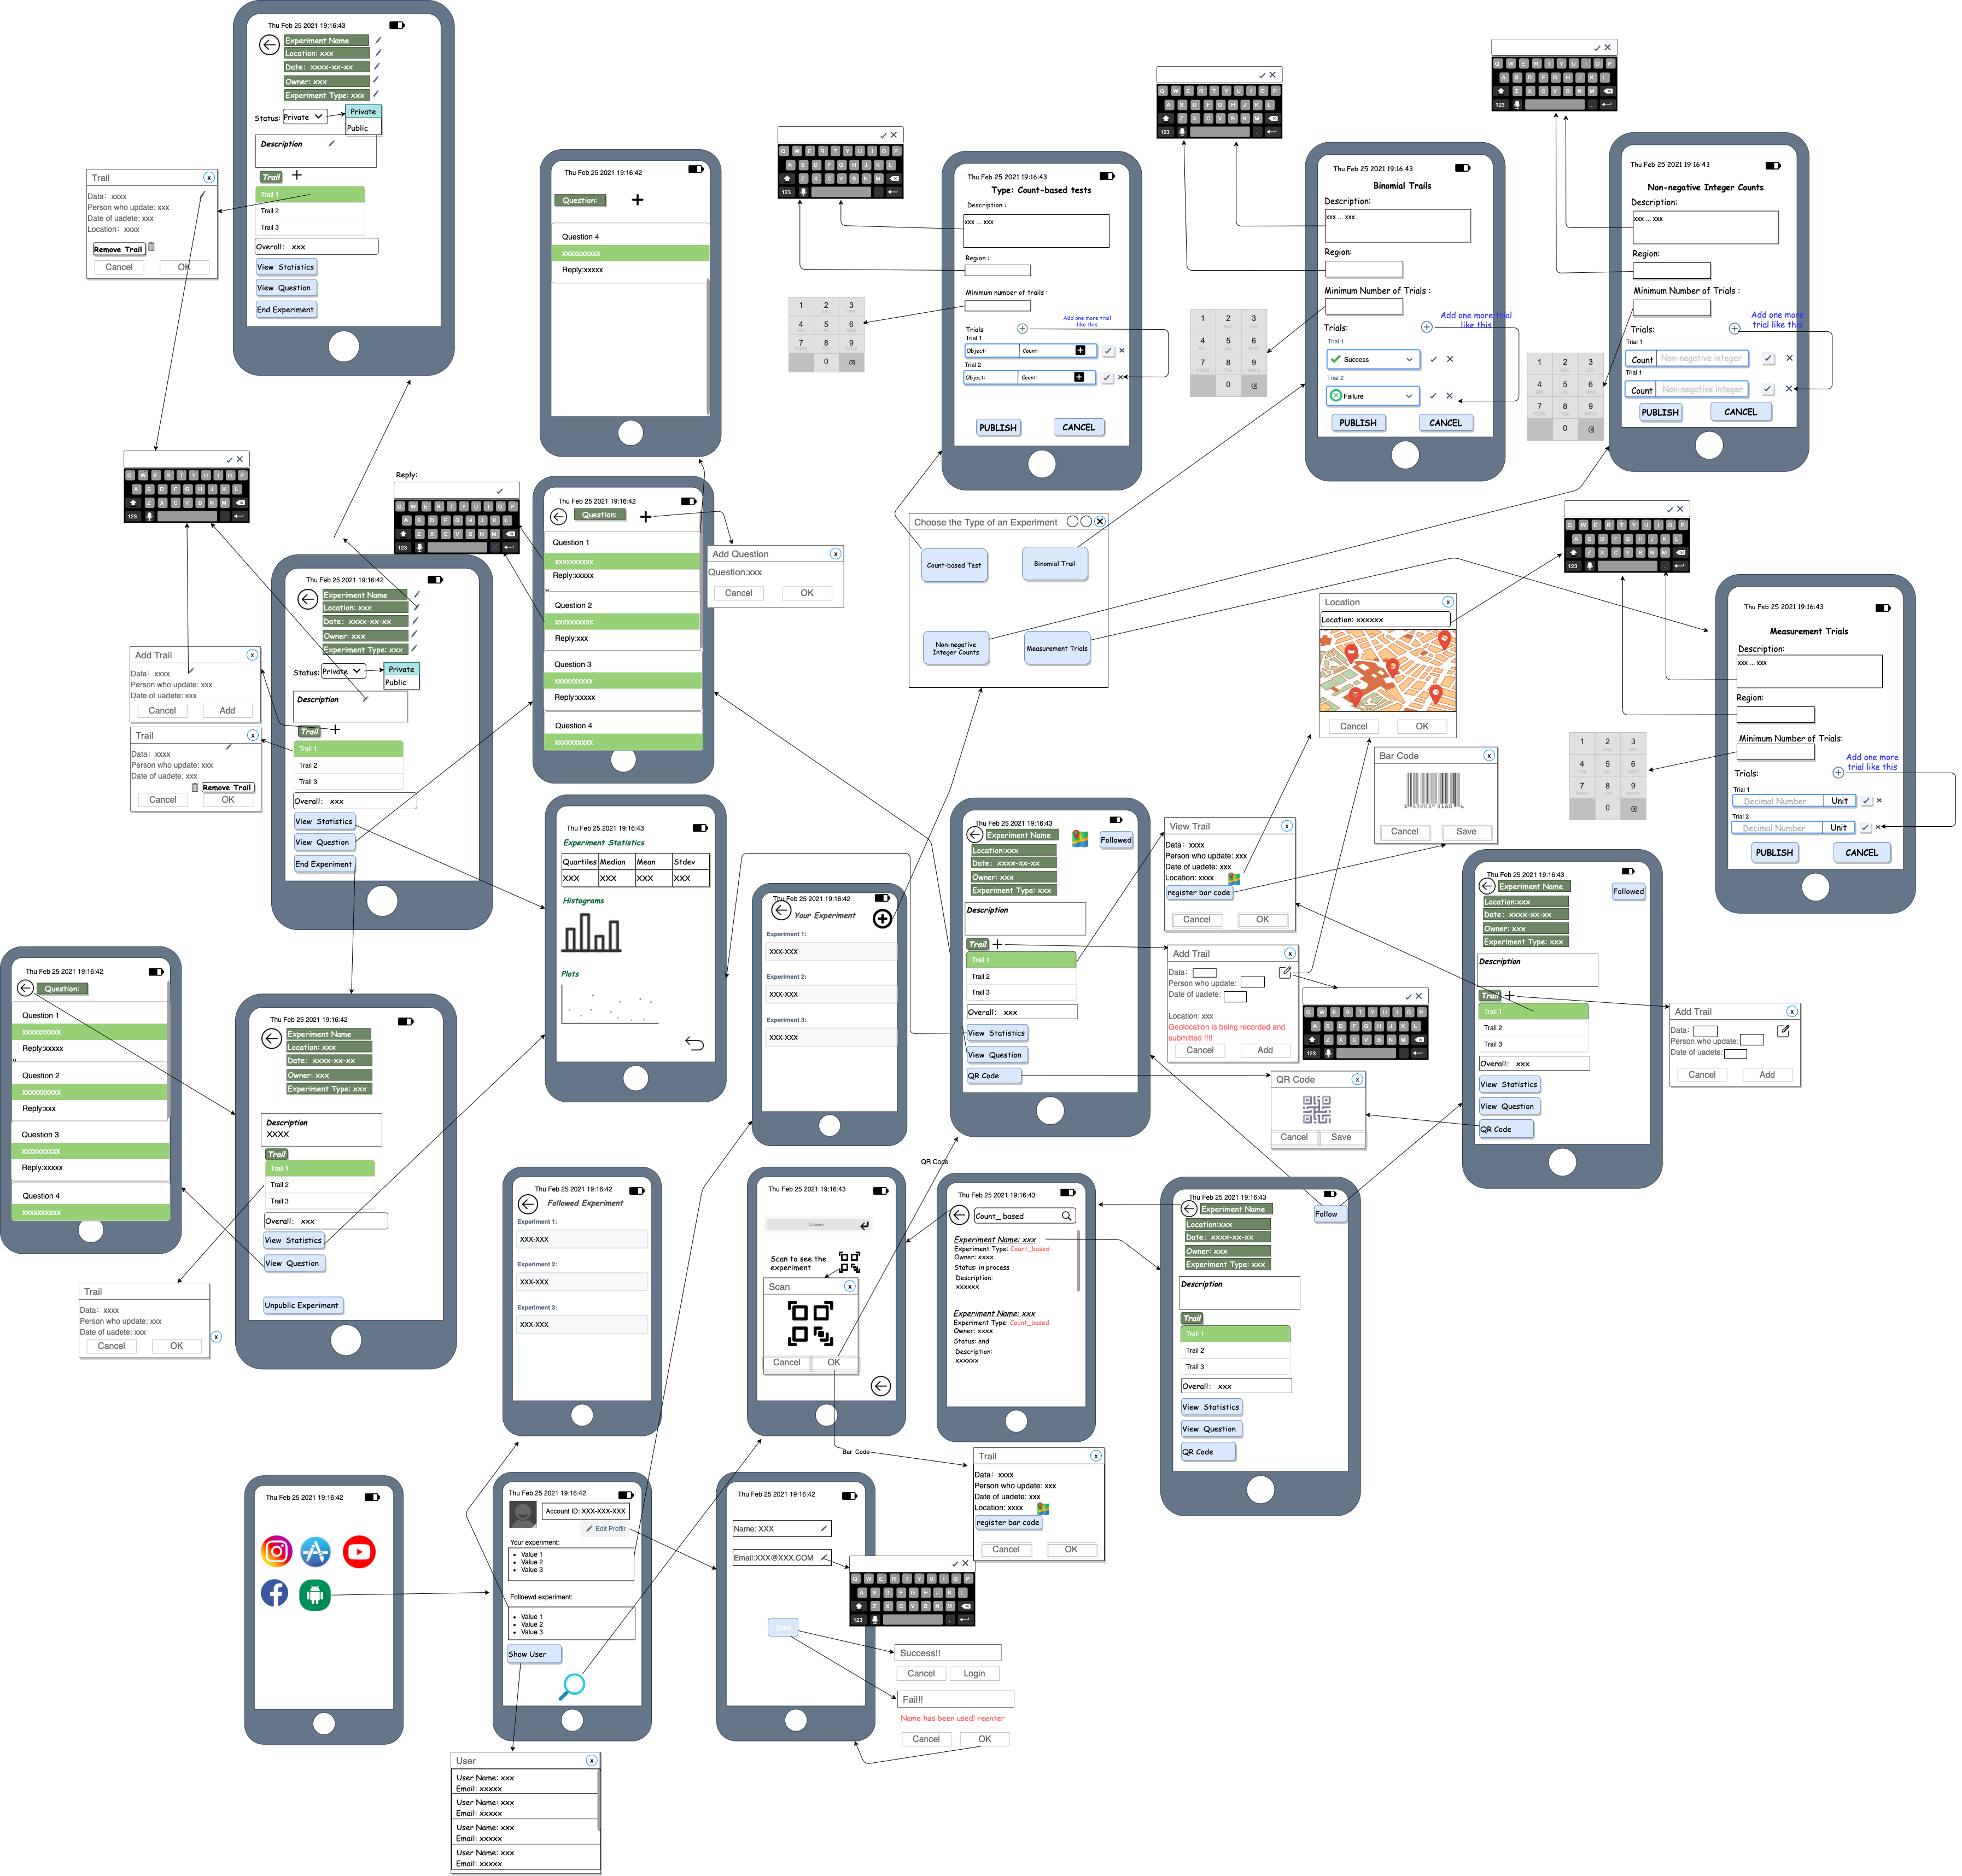 Thu Feb 25 2021 19:16:43
Experiment Name
Location: xxx
Date: xxxx-xx-xx
Owner: xxx
Experiment Type: xxx
Status: Private
Private
Public
Description
Trail
Trail 1
Trail 2
Trail 3
Overall: xxx
View Statistics
View Question
End Experiment
Trail
x
Data: xxxx
Person who update: xxx
Date of uadete: xxx
Location: xxxx
Remove Trail
Cancel
OK
Thu Feb 25 2021 19:16:42
Question:
Question 4
xxxxxxxxxx
Reply:xxxxx
Thu Feb 25 2021 19:16:43
Type: Count-based tests
Description :
xxx ... xxx
Region :
Minimum number of trails :
Add one more trail
like this
Trials
Trial 1
Object:
Count:
Trial 2
Object:
Count:
PUBLISH
CANCEL
Thu Feb 25 2021 19:16:43
Binomial Trails
Description:
xxx ... xxx
Region:
Minimum Number of Trials :
Add one more trial
like this
Trials:
Trial 1
Success
Trial 2
Failure
PUBLISH
CANCEL
Thu Feb 25 2021 19:16:43
Non-negative Integer Counts
Description:
xxx ... xxx
Region:
Minimum Number of Trials :
Add one more
trial like this
Trials:
Trial 1
Count
Non-negative integer
Trial 1
Count
Non-negative integer
PUBLISH
CANCEL
Reply:
Thu Feb 25 2021 19:16:42
Question:
Question 1
xxxxxxxxxx
Reply:xxxxx
Question 2
xxxxxxxxxx
Reply:xxx
Question 3
xxxxxxxxxx
Reply:xxxxx
Question 4
xxxxxxxxxx
Add Question
x
Question:xxx
Cancel
OK
Choose the Type of an Experiment
Count-based Test
Binomial Trail
Non-negative
Integer Counts
Measurement Trials
Thu Feb 25 2021 19:16:42
Experiment Name
Location: xxx
Date: xxxx-xx-xx
Owner: xxx
Experiment Type: xxx
Status: Private
Private
Public
Description
Trail
Trail 1
Trail 2
Trail 3
Overall: xxx
View Statistics
View Question
End Experiment
Add Trail
x
Data: xxxx
Person who update: xxx
Date of uadete: xxx
Cancel
Add
Trail
x
Data: xxxx
Person who update: xxx
Date of uadete: xxx
Remove Trail
Cancel
OK
Location
x
Location: xxxxxx
Cancel
OK
Bar Code
x
Cancel
Save
Thu Feb 25 2021 19:16:43
Measurement Trials
Description:
xxx ... xxx
Region:
Minimum Number of Trials:
Add one more
trial like this
Trials:
Trial 1
Decimal Number
Unit
Trial 2
Decimal Number
Unit
PUBLISH
CANCEL
Thu Feb 25 2021 19:16:43
Experiment Statistics
Quartiles Median Mean Stdev
XXX XXX XXX XXX
Histograms
Plots
Thu Feb 25 2021 19:16:42
Your Experiment
Experiment 1:
XXX-XXX
Experiment 2:
XXX-XXX
Experiment 3:
XXX-XXX
Thu Feb 25 2021 19:16:43
Experiment Name
Followed
Location:xxx
Date: xxxx-xx-xx
Owner: xxx
Experiment Type: xxx
Description
Trail
Trail 1
Trail 2
Trail 3
Overall: xxx
View Statistics
View Question
QR Code
View Trail
x
Data: xxxx
Person who update: xxx
Date of uadete: xxx
Location: xxxx
register bar code
Cancel
OK
Add Trail
x
Data:
Person who update:
Date of uadete:
Location: xxx
Geolocation is being recorded and
submitted !!!!
Cancel
Add
QR Code
x
Cancel
Save
Thu Feb 25 2021 19:16:43
Experiment Name
Followed
Location:xxx
Date: xxxx-xx-xx
Owner: xxx
Experiment Type: xxx
Description
Trail
Trail 1
Trail 2
Trail 3
Overall: xxx
View Statistics
View Question
QR Code
Add Trail
x
Data:
Person who update:
Date of uadete:
Cancel
Add
Thu Feb 25 2021 19:16:42
Question:
Question 1
xxxxxxxxxx
Reply:xxxxx
Question 2
xxxxxxxxxx
Reply:xxx
Question 3
xxxxxxxxxx
Reply:xxxxx
Question 4
xxxxxxxxxx
Thu Feb 25 2021 19:16:42
Experiment Name
Location: xxx
Date: xxxx-xx-xx
Owner: xxx
Experiment Type: xxx
Description
XXXX
Trail
Trail 1
Trail 2
Trail 3
Overall: xxx
View Statistics
View Question
Unpublic Experiment
Trail
Data: xxxx
Person who update: xxx
Date of uadete: xxx
Cancel
OK
x
Thu Feb 25 2021 19:16:42
Followed Experiment
Experiment 1:
XXX-XXX
Experiment 2:
XXX-XXX
Experiment 3:
XXX-XXX
QR Code
Thu Feb 25 2021 19:16:43
Search
Scan to see the
experiment
Scan
x
Cancel
OK
Bar Code
Thu Feb 25 2021 19:16:43
Count_ based
Experiment Name: xxx
Experiment Type: Count_based
Owner: xxxx
Status: in process
Description:
xxxxxx
Experiment Name: xxx
Experiment Type: Count_based
Owner: xxxx
Status: end
Description:
xxxxxx
Thu Feb 25 2021 19:16:43
Experiment Name
Follow
Location:xxx
Date: xxxx-xx-xx
Owner: xxx
Experiment Type: xxx
Description
Trail
Trail 1
Trail 2
Trail 3
Overall: xxx
View Statistics
View Question
QR Code
Trail
x
Data: xxxx
Person who update: xxx
Date of uadete: xxx
Location: xxxx
register bar code
Cancel
OK
Thu Feb 25 2021 19:16:42
Thu Feb 25 2021 19:16:42
Account ID: XXX-XXX-XXX
Edit Profilr
Your experiment:
Value 1
Value 2
Value 3
Folloewd experiment:
Value 1
Value 2
Value 3
Show User
Thu Feb 25 2021 19:16:42
Name: XXX
Email:XXX@XXX.COM
Success!!
Cancel
Login
Fail!!
Name has been used! reenter
Cancel
OK
User
x
User Name: xxx
Email: xxxxx
User Name: xxx
Email: xxxxx
User Name: xxx
Email: xxxxx
User Name: xxx
Email: xxxxx